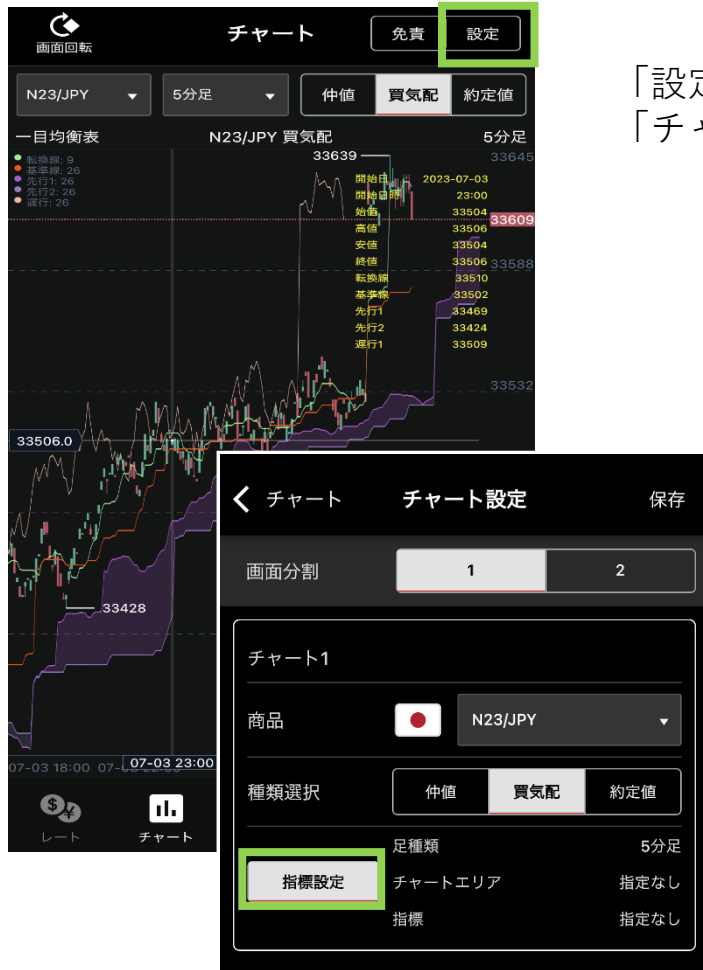 画面回転
チャート
免責
設定
「設定
「チャ
N23/JPY
5分足
仲値
買気配
約定値
一目均衡表
N23/JPY 買気配
5分足
転換線: 9
基準線: 26
先行1: 26
先行2: 26
遅行: 26
33639
33645
開始日 2023-07-03
開始日時 23:00
始値 33504
33609
高値 33506
安値 33504
終値 33506
33588
転換線 33510
基準線 33502
先行1 33469
先行2 33424
遅行1 33509
33532
33506.0
33428
07-03 18:00
07-03 23:00
レート
チャート
チャート
チャート設定
保存
画面分割
1
2
チャート1
商品
N23/JPY
種類選択
仲値
買気配
約定値
指標設定
足種類 5分足
チャートエリア 指定なし
指標 指定なし